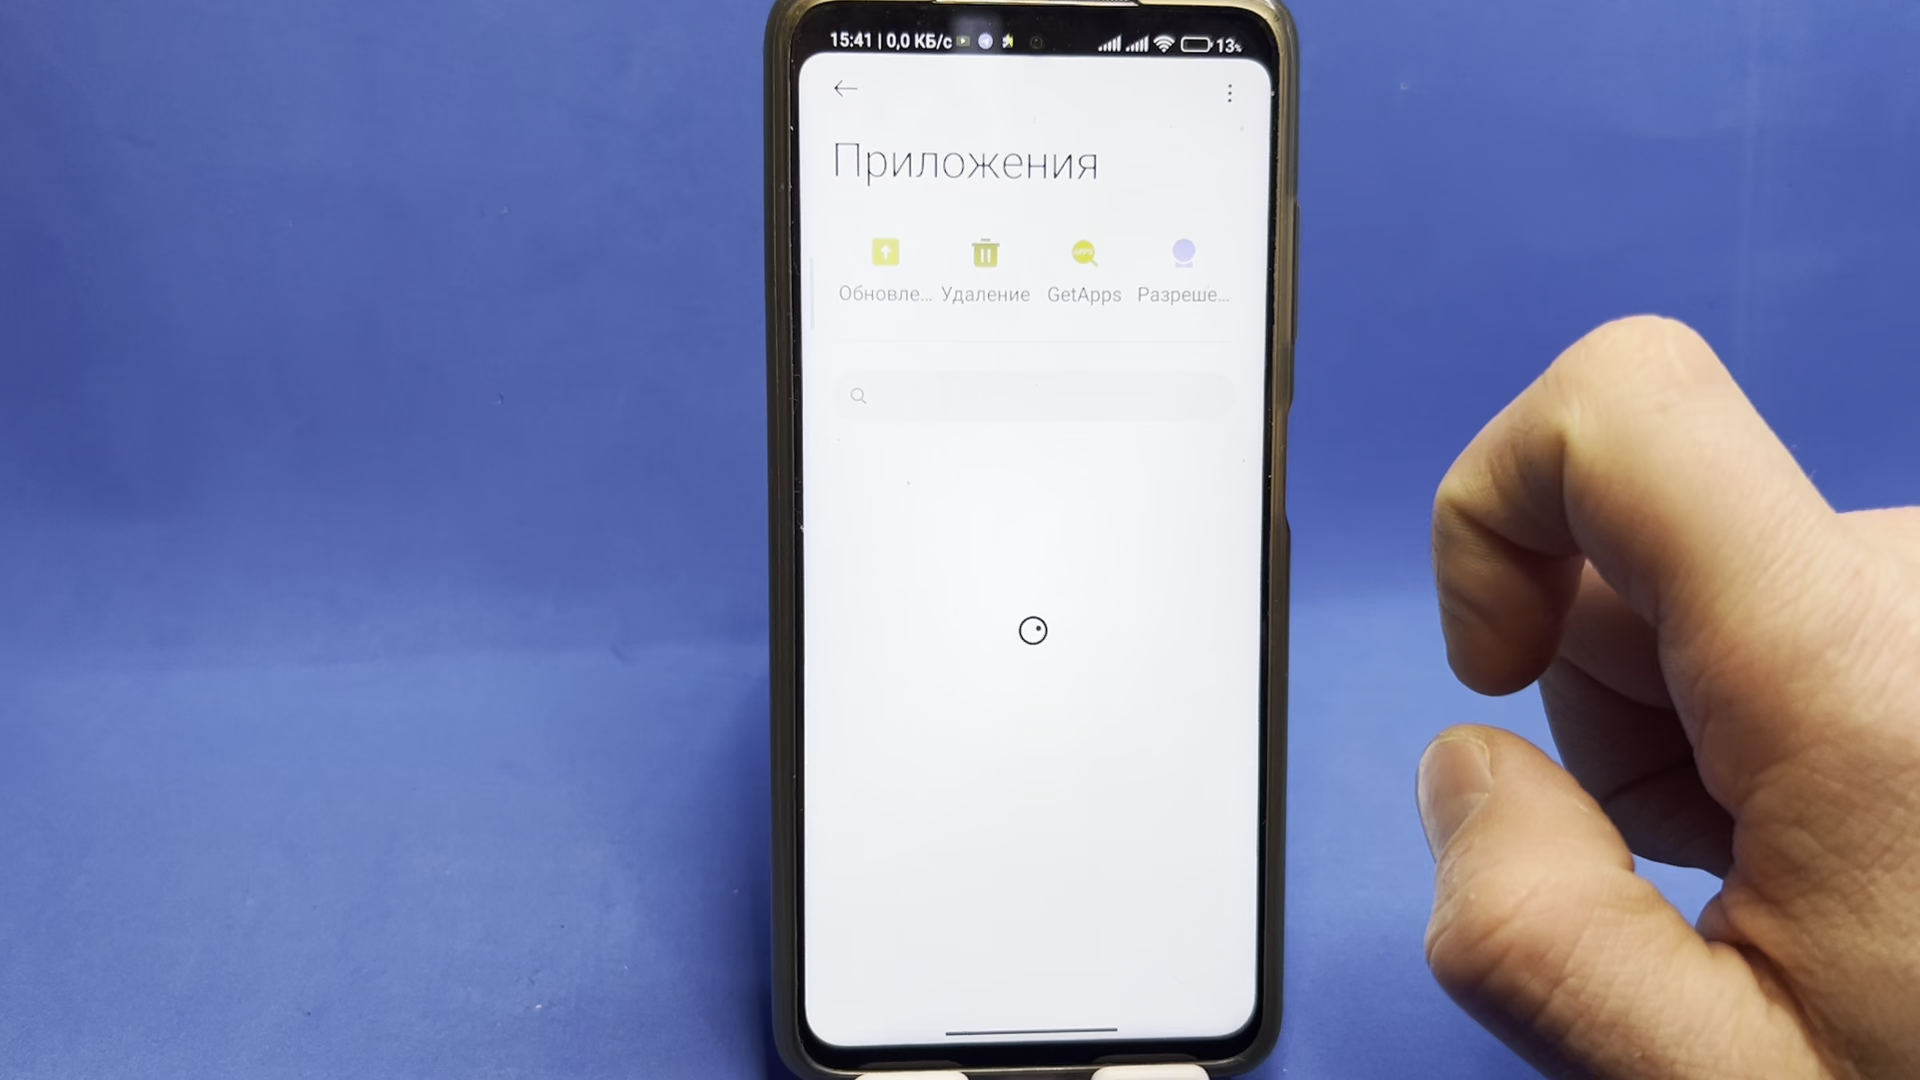 15:41 | 0,0 КБ/с 13%
Приложения
Обновле... Удаление GetApps Разреше...